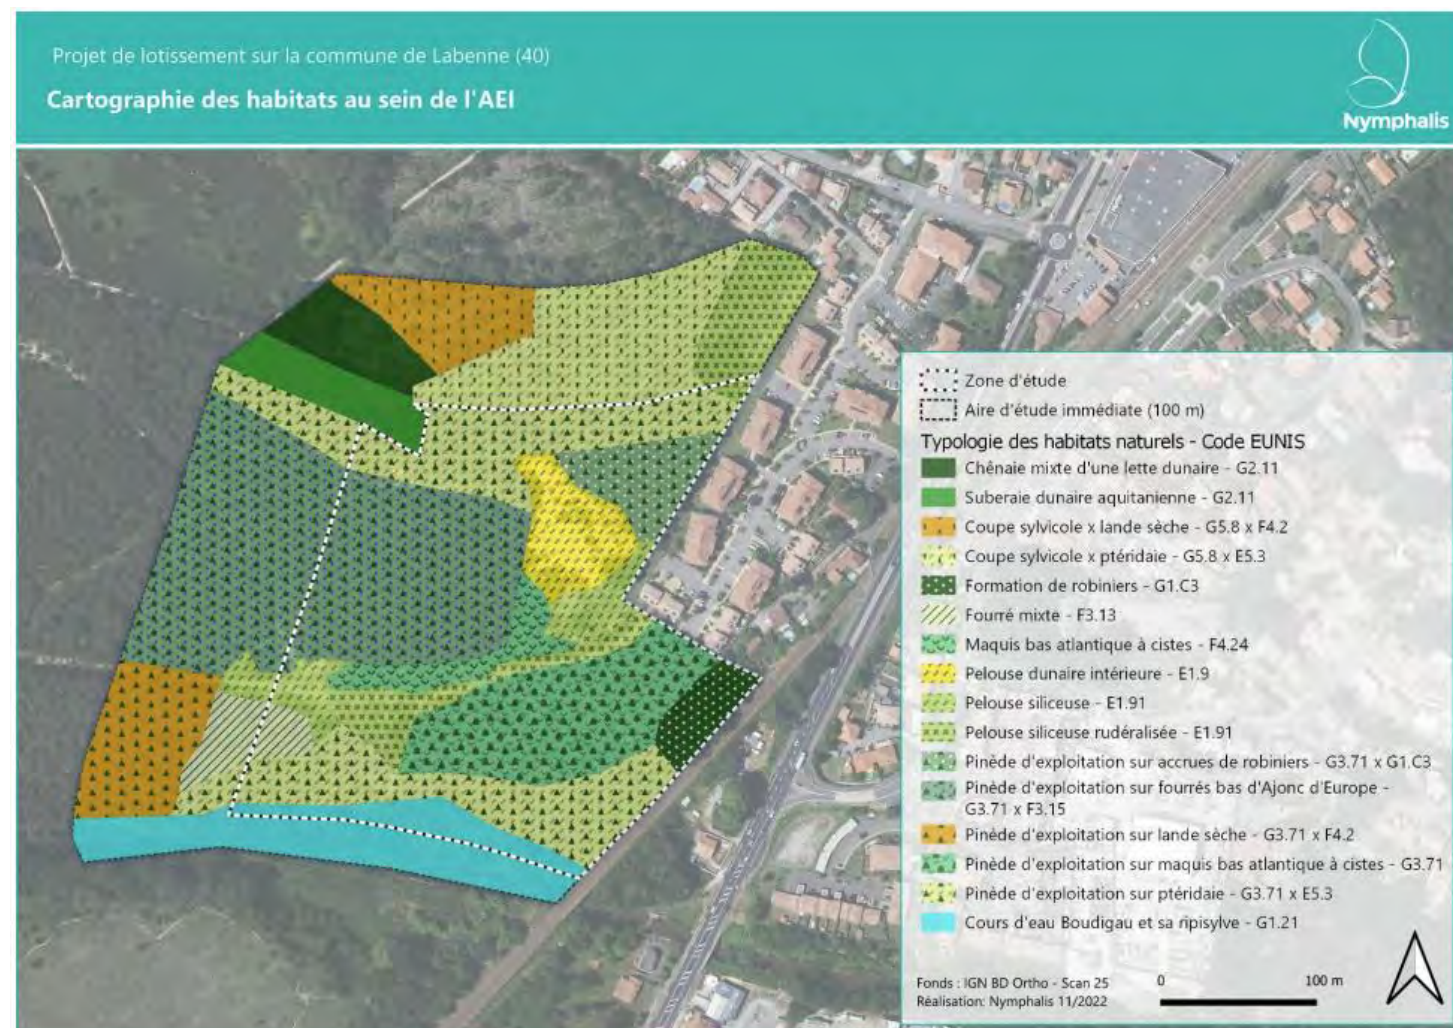 Projet de lotissement sur la commune de Labenne (40)
Cartographie des habitats au sein de l'AEI
Nymphalis
Zone d'étude
Aire d'étude immédiate (100 m)
Typologie des habitats naturels - Code EUNIS
Chênaie mixte d'une lette dunaire - G2.11
Suberaie dunaire aquitanienne - G2.11
Coupe sylvicole x lande sèche - G5.8 x F4.2
Coupe sylvicole x ptéridaie - G5.8 x E5.3
Formation de robiniers - G1.C3
Fourré mixte - F3.13
Maquis bas atlantique à cistes - F4.24
Pelouse dunaire intérieure - E1.9
Pelouse siliceuse - E1.91
Pelouse siliceuse rudéralisée - E1.91
Pinède d'exploitation sur accrues de robiniers - G3.71 x G1.C3
Pinède d'exploitation sur fourrés bas d'Ajonc d'Europe -
G3.71 x F3.15
Pinède d'exploitation sur lande sèche - G3.71 x F4.2
Pinède d'exploitation sur maquis bas atlantique à cistes - G3.71
Pinède d'exploitation sur ptéridaie - G3.71 x E5.3
Cours d'eau Boudigau et sa ripisylve - G1.21
Fonds : IGN BD Ortho - Scan 25
Réalisation: Nymphalis 11/2022
0 100 m